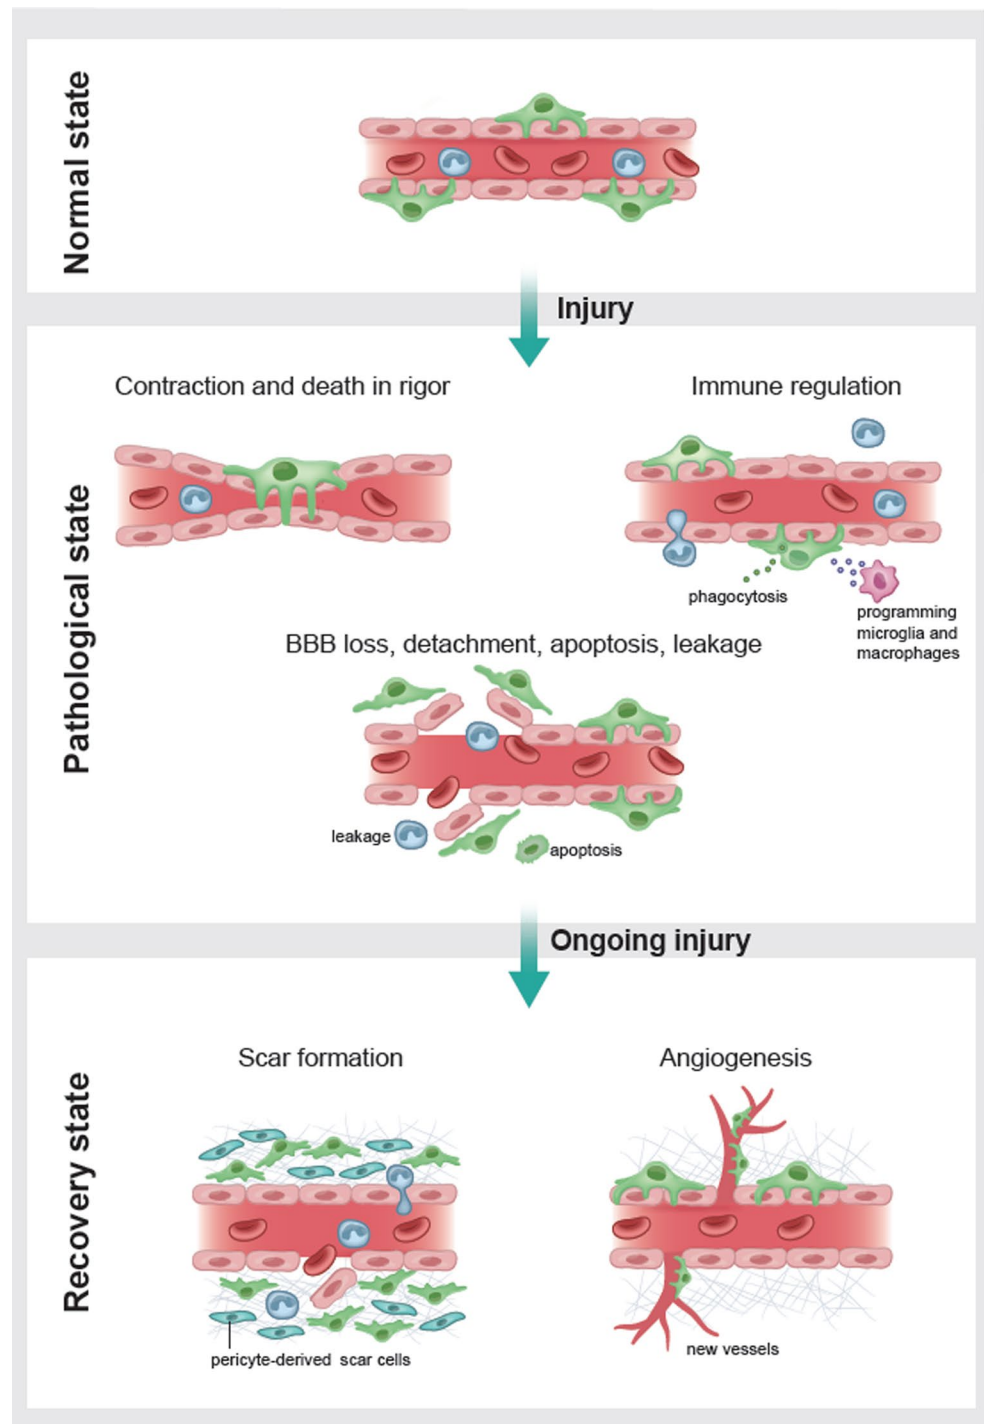 Normal state
Injury
Pathological state
Contraction and death in rigor
Immune regulation
phagocytosis
programming
microglia and
macrophages
BBB loss, detachment, apoptosis, leakage
leakage
apoptosis
Ongoing injury
Recovery state
Scar formation
Angiogenesis
pericyte-derived scar cells
new vessels